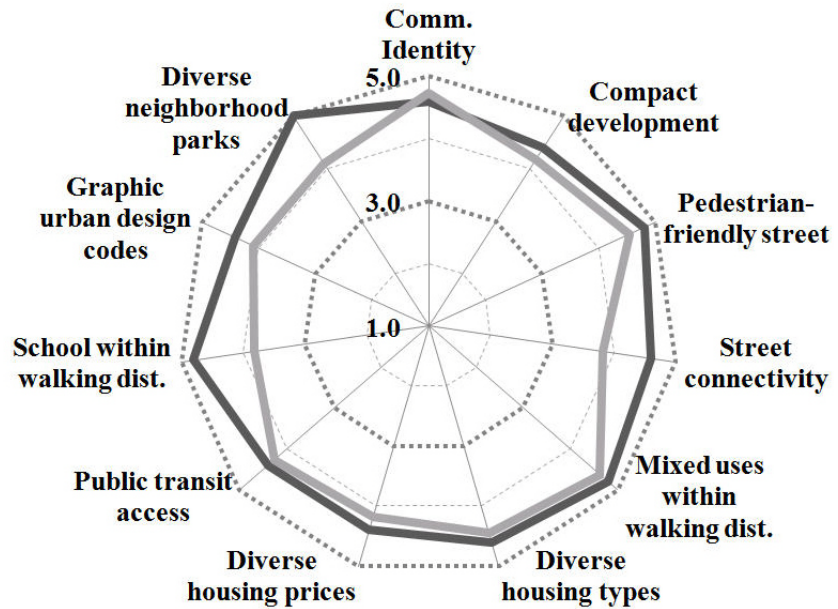 Comm.
Identity
5.0
3.0
1.0
Compact
development
Pedestrian-
friendly street
Street
connectivity
Mixed uses
within
walking dist.
Diverse
housing types
Diverse
housing prices
Public transit
access
School within
walking dist.
Graphic
urban design
codes
Diverse
neighborhood
parks